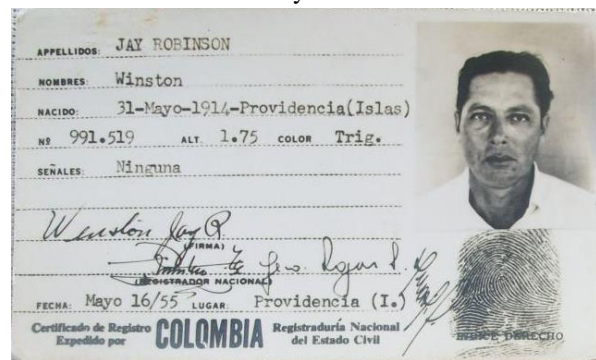 APPELLIDOS: JAY ROBINSON
NOMBRES: Winston
NACIDO: 31-Mayo-1914-Providencia(Islas)
Nº 991.519 ALT. 1.75 COLOR Trig.
SEÑALES: Ninguna
Winston Jay R.
(FIRMA)
(REGISTRADOR NACIONAL)
FECHA: Mayo 16/55 LUGAR: Providencia (I.)
Certificado de Registro
Expedido por
COLOMBIA
Registraduría Nacional
del Estado Civil
INDICE DERECHO